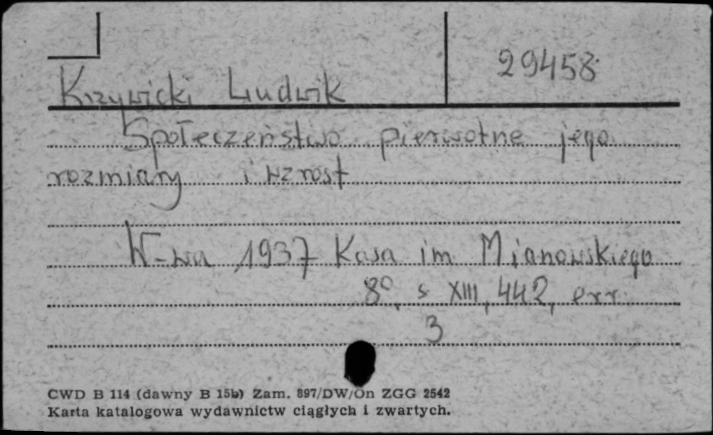 29458
Krzywicki Ludwik
Społeczeństwo pierwotne jego
rozmiary i wzrost
W-wa 1937 Kasa im Mianowskiego
8°, s XIII, 442, err.
3
CWD B 114 (dawny B 15b) Zam. 897/DW/On ZGG 2542
Karta katalogowa wydawnictw ciągłych i zwartych.